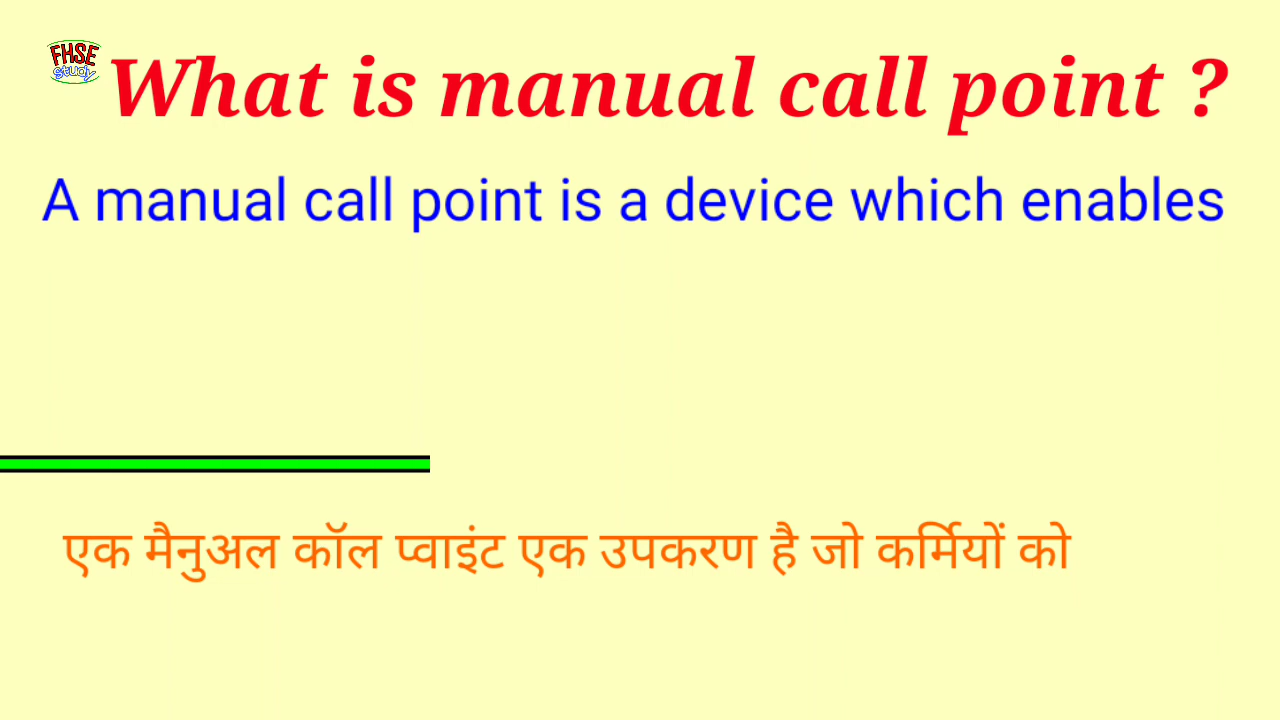 FHSE
Study
What is manual call point ?
A manual call point is a device which enables
एक मैनुअल कॉल प्वाइंट एक उपकरण है जो कर्मियों को